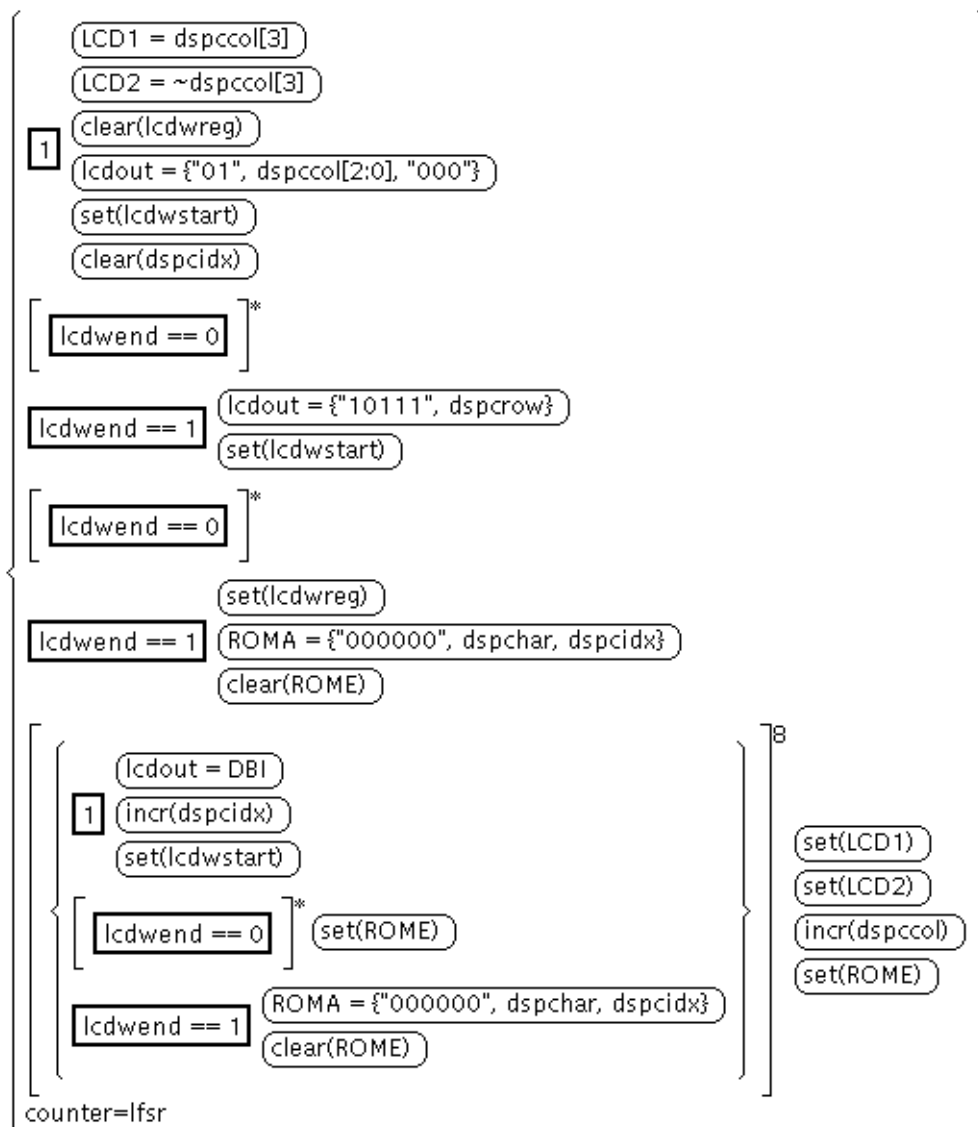 LCD1 = dspccol[3]
LCD2 = ~dspccol[3]
1
clear(lcdwreg)
lcdout = {"01", dspccol[2:0], "000"}
set(lcdwstart)
clear(dspcidx)
[ lcdwend == 0 ]*
lcdwend == 1
lcdout = {"10111", dspcrow}
set(lcdwstart)
[ lcdwend == 0 ]*
lcdwend == 1
set(lcdwreg)
ROMA = {"000000", dspchar, dspcidx}
clear(ROME)
8
1
lcdout = DBI
incr(dspcidx)
set(lcdwstart)
[ lcdwend == 0 ]* set(ROME)
lcdwend == 1
ROMA = {"000000", dspchar, dspcidx}
clear(ROME)
set(LCD1)
set(LCD2)
incr(dspccol)
set(ROME)
counter=lfsr